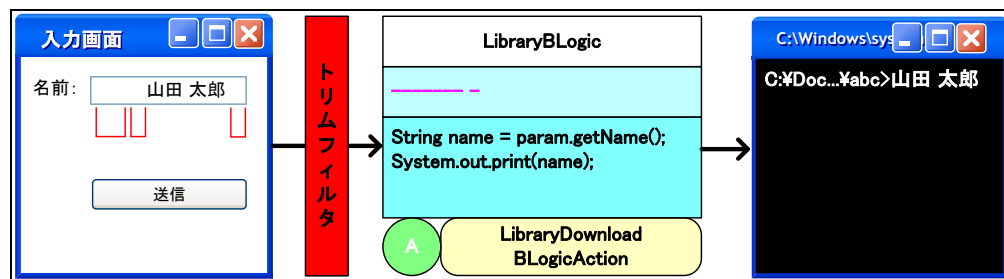 入力画面
名前:
山田 太郎
送信
トリムフィルタ
LibraryBLogic
------- -
String name = param.getName();
System.out.print(name);
A
LibraryDownload
BLogicAction
C:\Windows\sys
C:¥Doc...¥abc>山田 太郎